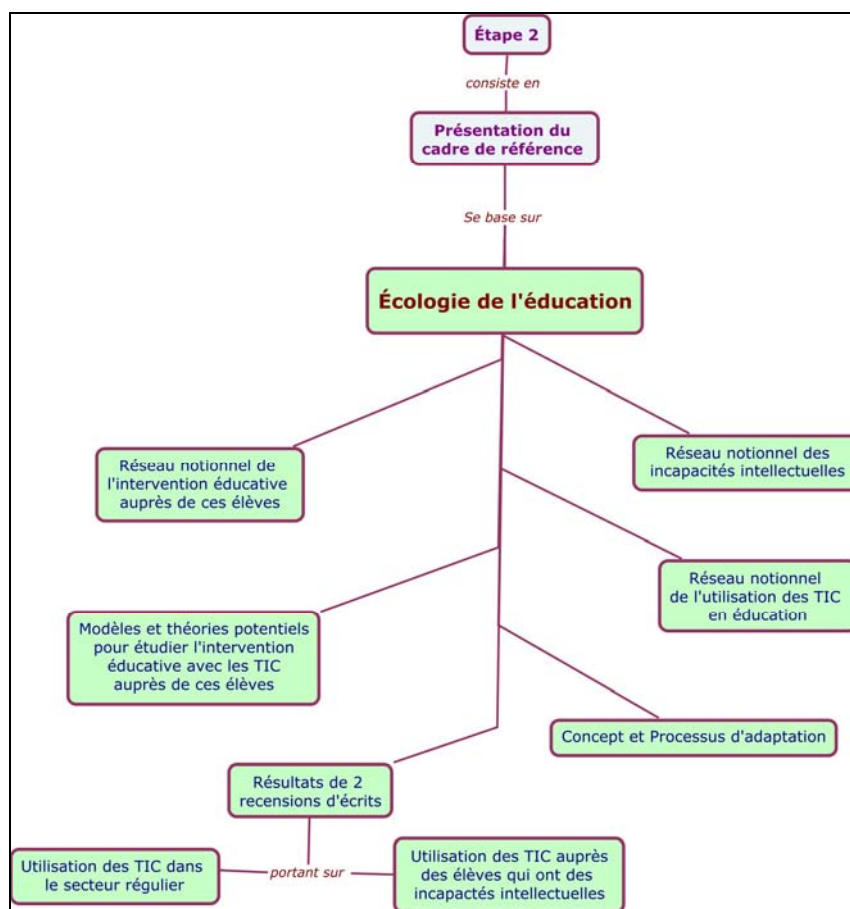 Étape 2
consiste en
Présentation du
cadre de référence
Se base sur
Écologie de l'éducation
Réseau notionnel de
l'intervention éducative
auprès de ces élèves
Réseau notionnel des
incapacités intellectuelles
Réseau notionnel
de l'utilisation des TIC
en éducation
Modèles et théories potentiels
pour étudier l'intervention
éducative avec les TIC
auprès de ces élèves
Concept et Processus d'adaptation
Résultats de 2
recensions d'écrits
Utilisation des TIC dans
le secteur régulier
portant sur
Utilisation des TIC auprès
des élèves qui ont des
incapactés intellectuelles